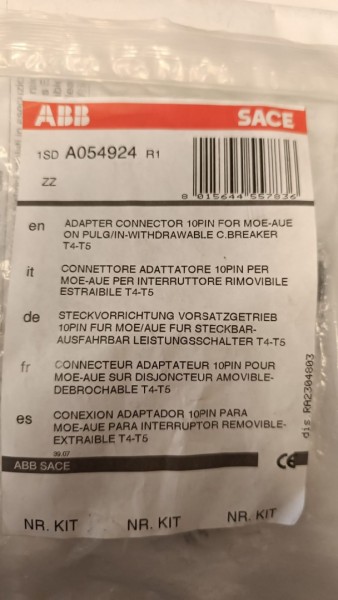 ABB SACE
1SD A054924 R1
ZZ
8 015644 557836
en ADAPTER CONNECTOR 10PIN FOR MOE-AUE
ON PULG/IN-WITHDRAWABLE C.BREAKER
T4-T5
it CONNETTORE ADATTATORE 10PIN PER
MOE-AUE PER INTERRUTTORE RIMOVIBILE
ESTRAIBILE T4-T5
de STECKVORRICHTUNG VORSATZGETRIEB
10PIN FUR MOE/AUE FUR STECKBAR-
AUSFAHRBAR LEISTUNGSSCHALTER T4-T5
fr CONNECTEUR ADAPTATEUR 10PIN POUR
MOE-AUE SUR DISJONCTEUR AMOVIBLE-
DEBROCHABLE T4-T5
es CONEXION ADAPTADOR 10PIN PARA
MOE-AUE PARA INTERRUPTOR REMOVIBLE-
EXTRAIBLE T4-T5
dis RA2304803
ABB SACE
CE
NR. KIT NR. KIT NR. KIT